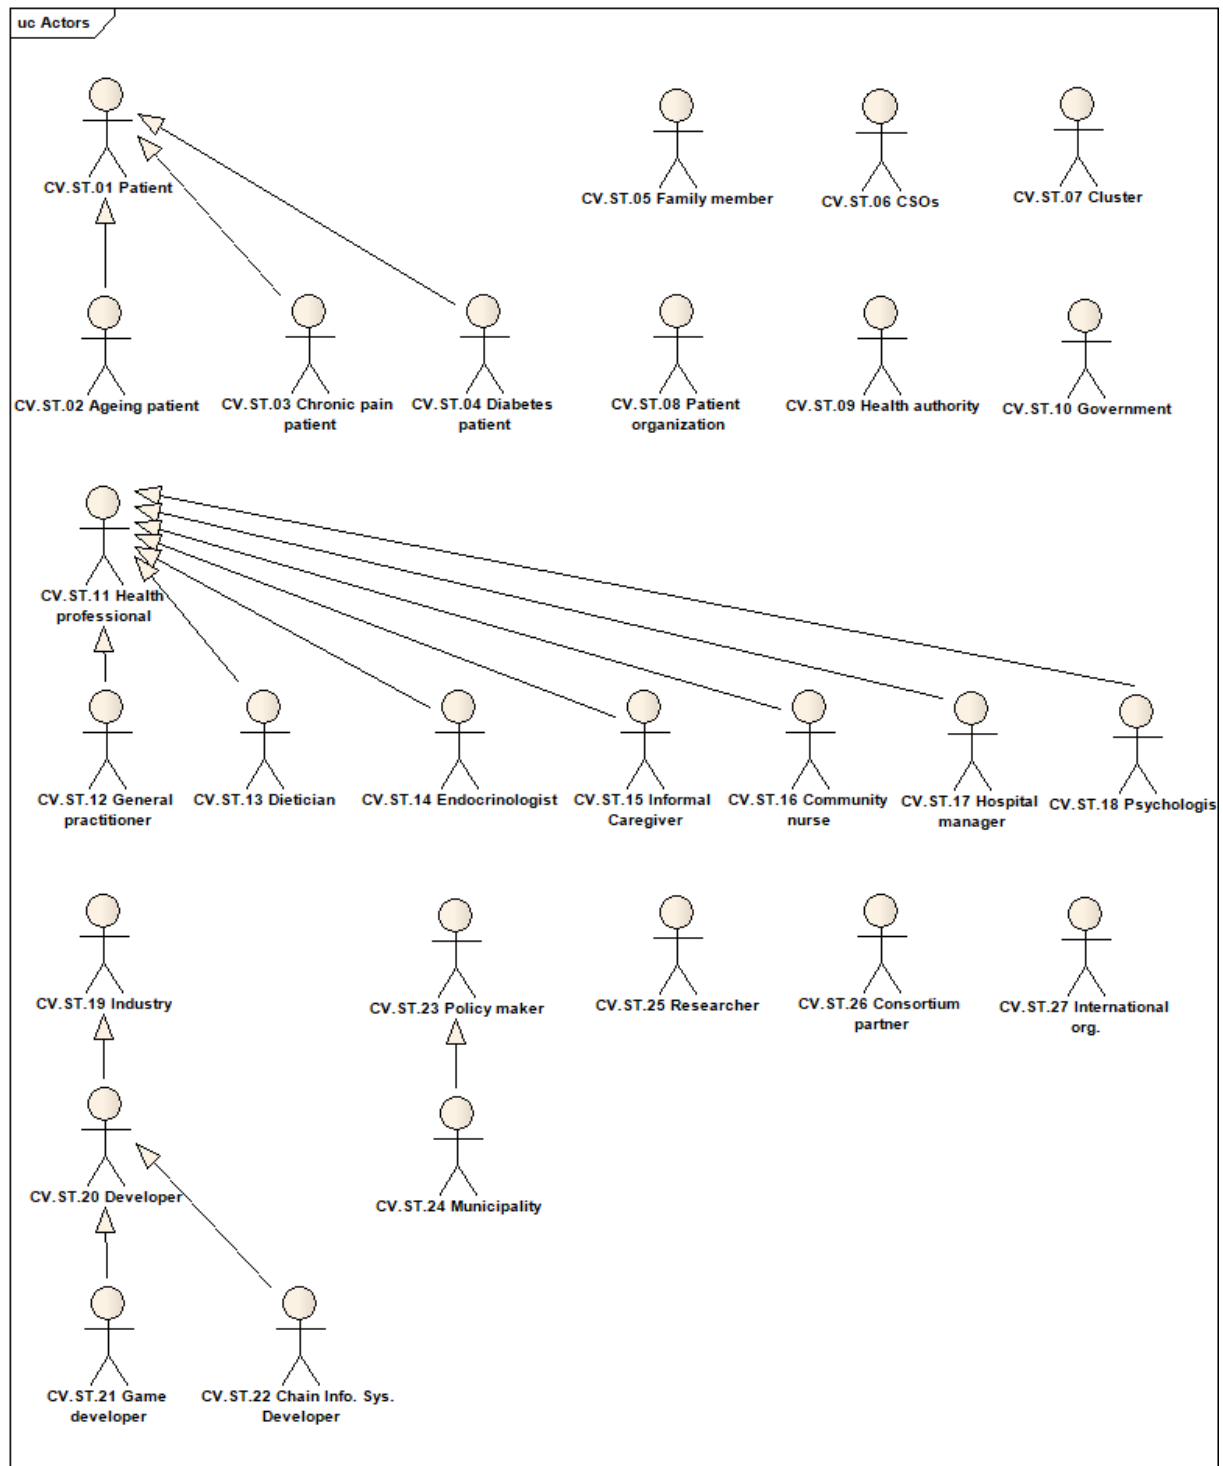 uc Actors
CV.ST.01 Patient
CV.ST.05 Family member
CV.ST.06 CSOs
CV.ST.07 Cluster
CV.ST.02 Ageing patient
CV.ST.03 Chronic pain
patient
CV.ST.04 Diabetes
patient
CV.ST.08 Patient
organization
CV.ST.09 Health authority
CV.ST.10 Government
CV.ST.11 Health
professional
CV.ST.12 General
practitioner
CV.ST.13 Dietician
CV.ST.14 Endocrinologist
CV.ST.15 Informal
Caregiver
CV.ST.16 Community
nurse
CV.ST.17 Hospital
manager
CV.ST.18 Psychologis
CV.ST.19 Industry
CV.ST.23 Policy maker
CV.ST.25 Researcher
CV.ST.26 Consortium
partner
CV.ST.27 International
org.
CV.ST.20 Developer
CV.ST.24 Municipality
CV.ST.21 Game
developer
CV.ST.22 Chain Info. Sys.
Developer